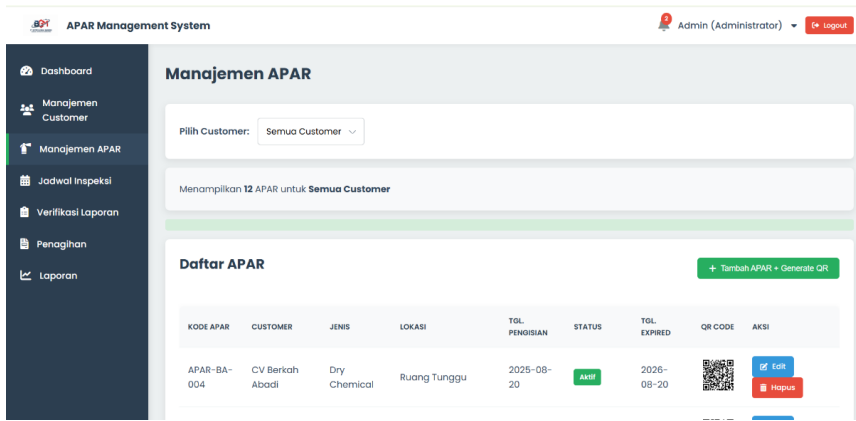 BGM
APAR Management System
2
Admin (Administrator)
Logout
Dashboard
Manajemen
Customer
Manajemen APAR
Jadwal Inspeksi
Verifikasi Laporan
Penagihan
Laporan
Manajemen APAR
Pilih Customer:
Semua Customer
Menampilkan 12 APAR untuk Semua Customer
Daftar APAR
+ Tambah APAR + Generate QR
KODE APAR CUSTOMER JENIS LOKASI TGL. PENGISIAN STATUS TGL. EXPIRED QR CODE AKSI
APAR-BA-004 CV Berkah Abadi Dry Chemical Ruang Tunggu 2025-08-20 Aktif 2026-08-20 Edit
Hapus